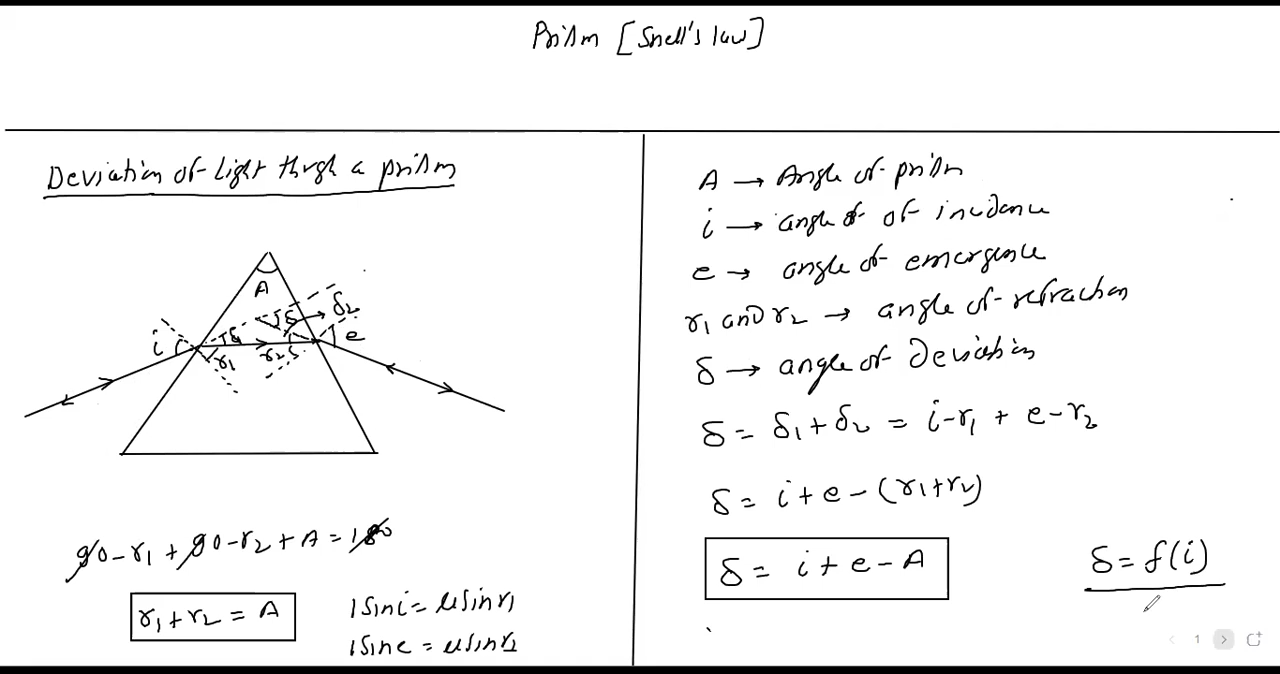 Prism [Snell's law]
Deviation of Light thrgh a prism
A
i
δ1
δ
δ2
r1
r2
e
90-r1 + 90-r2 + A = 180
r1 + r2 = A
1 sin i = μ sin r1
1 sin e = μ sin r2
A → Angle of prism
i → angle of of incidence
e → angle of emergence
r1 and r2 → angle of refraction
δ → angle of Deviation
δ = δ1 + δ2 = i - r1 + e - r2
δ = i + e - (r1 + r2)
δ = i + e - A
δ = f(i)
1